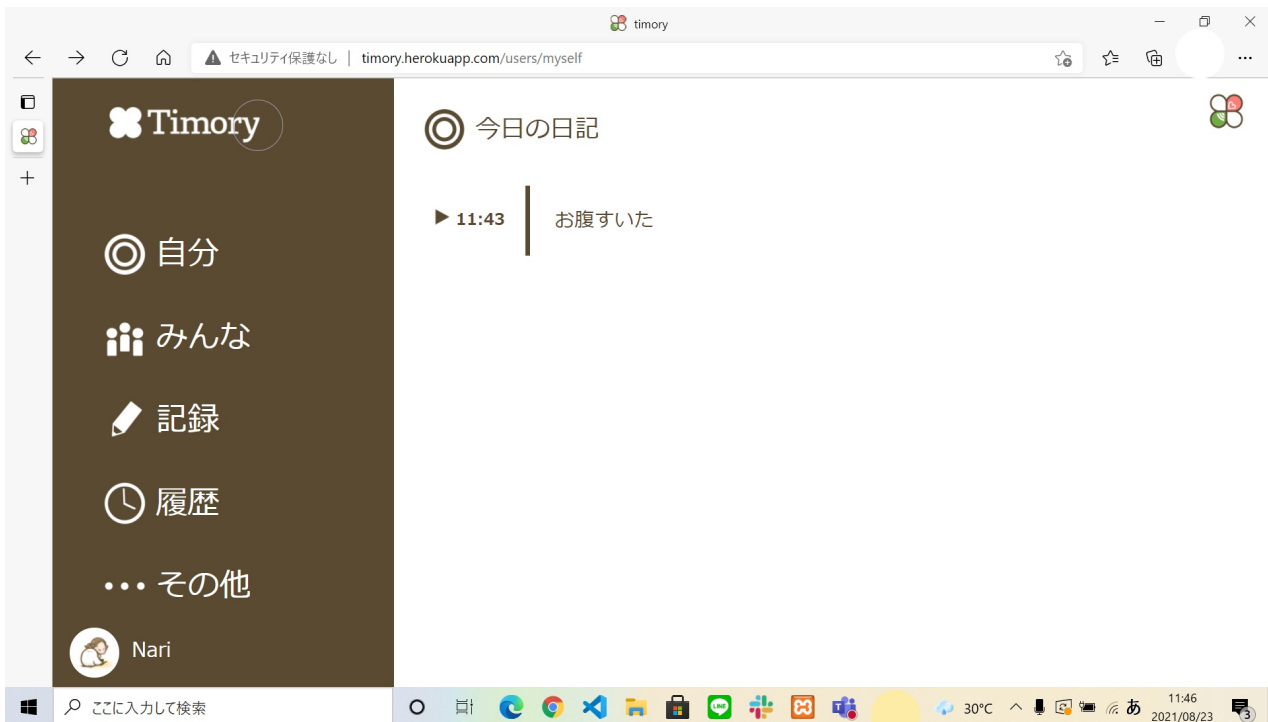 timory
セキュリティ保護なし | timory.herokuapp.com/users/myself
Timory
今日の日記
11:43 お腹すいた
自分
みんな
記録
履歴
その他
Nari
ここに入力して検索
LINE
30°C
あ
11:46
2021/08/23
3